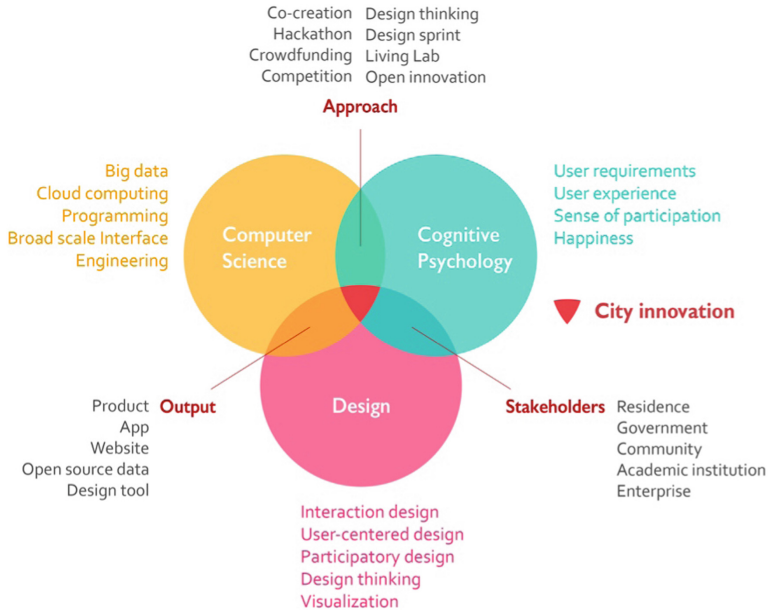 Co-creation
Hackathon
Crowdfunding
Competition
Design thinking
Design sprint
Living Lab
Open innovation
Approach
Big data
Cloud computing
Programming
Broad scale Interface
Engineering
Computer
Science
Cognitive
Psychology
User requirements
User experience
Sense of participation
Happiness
City innovation
Product
App
Website
Open source data
Design tool
Output
Design
Stakeholders
Residence
Government
Community
Academic institution
Enterprise
Interaction design
User-centered design
Participatory design
Design thinking
Visualization